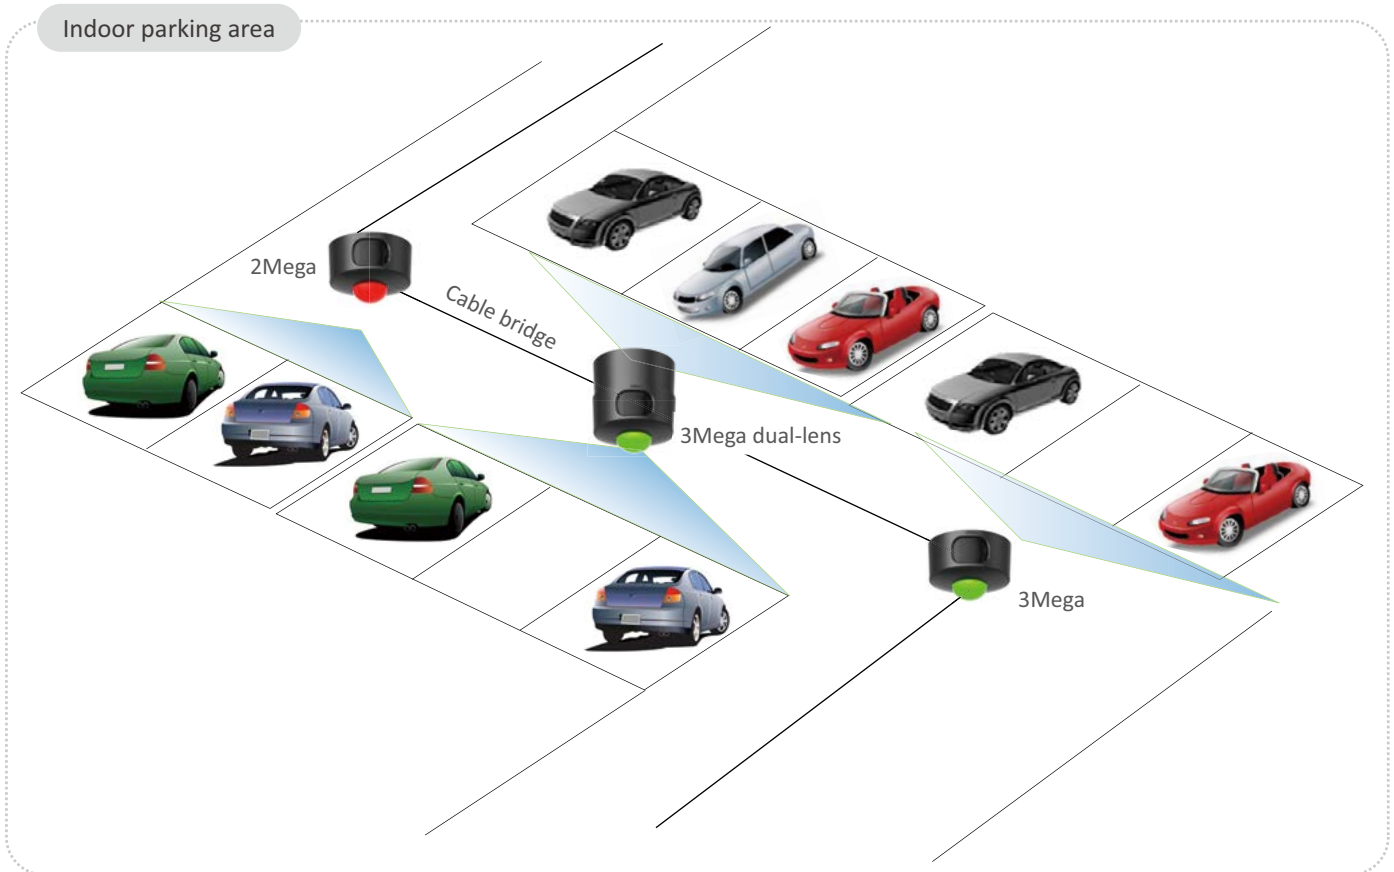 Indoor parking area
2Mega
Cable bridge
3Mega dual-lens
3Mega